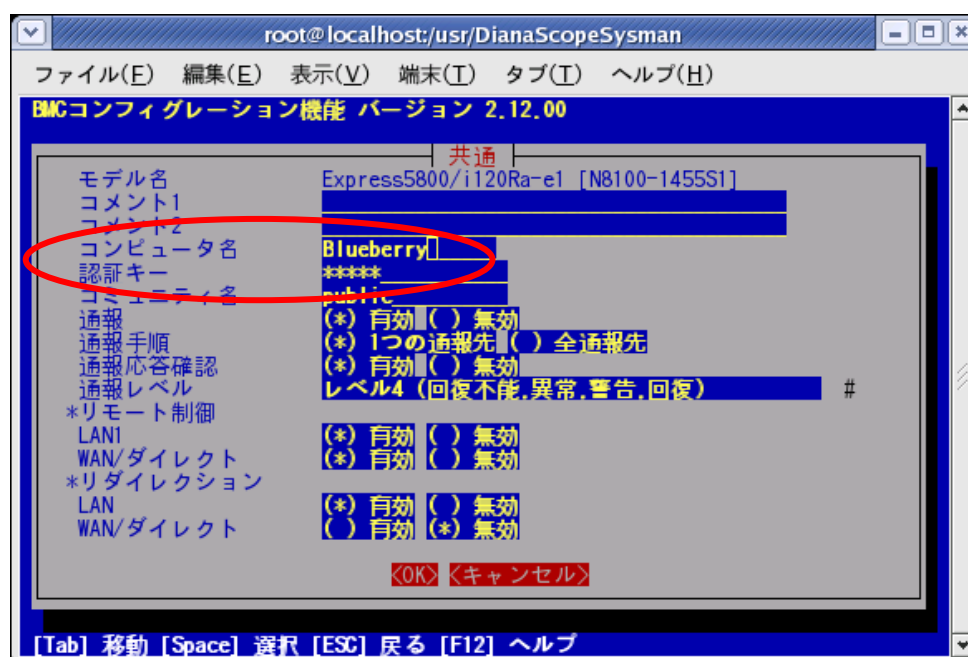 root@localhost:/usr/DianaScopeSysman
ファイル(F) 編集(E) 表示(V) 端末(T) タブ(T) ヘルプ(H)
BMCコンフィグレーション機能 バージョン 2.12.00
共通
モデル名 Express5800/i120Ra-e1 [N8100-1455S1]
コメント1
コメント2
コンピュータ名 Blueberry
認証キー *****
コミュニティ名 public
通報 (*) 有効 ( ) 無効
通報手順 (*) 1つの通報先 ( ) 全通報先
通報応答確認 (*) 有効 ( ) 無効
通報レベル レベル4 (回復不能,異常,警告,回復) #
*リモート制御
LAN1 (*) 有効 ( ) 無効
WAN/ダイレクト (*) 有効 ( ) 無効
*リダイレクション
LAN (*) 有効 ( ) 無効
WAN/ダイレクト ( ) 有効 (*) 無効
<OK> <キャンセル>
[Tab] 移動 [Space] 選択 [ESC] 戻る [F12] ヘルプ